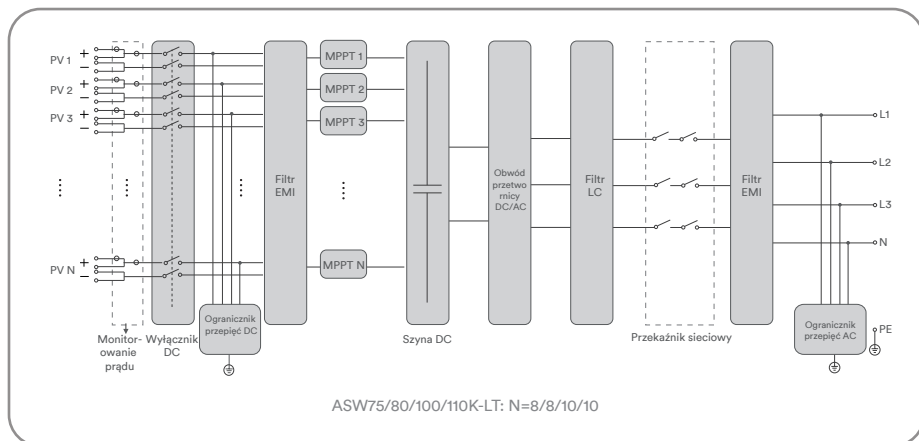 PV 1
+
−
PV 2
+
−
PV 3
+
−
PV N
+
−
Monitor-
owanie
prądu
Wyłącznik
DC
Ogranicznik
przepięć DC
Filtr
EMI
MPPT 1
MPPT 2
MPPT 3
MPPT N
Szyna DC
Obwód
przetwo
rnicy
DC/AC
Filtr
LC
Przekaźnik sieciowy
Filtr
EMI
L1
L2
L3
N
Ogranicznik
przepięć AC
PE
ASW75/80/100/110K-LT: N=8/8/10/10